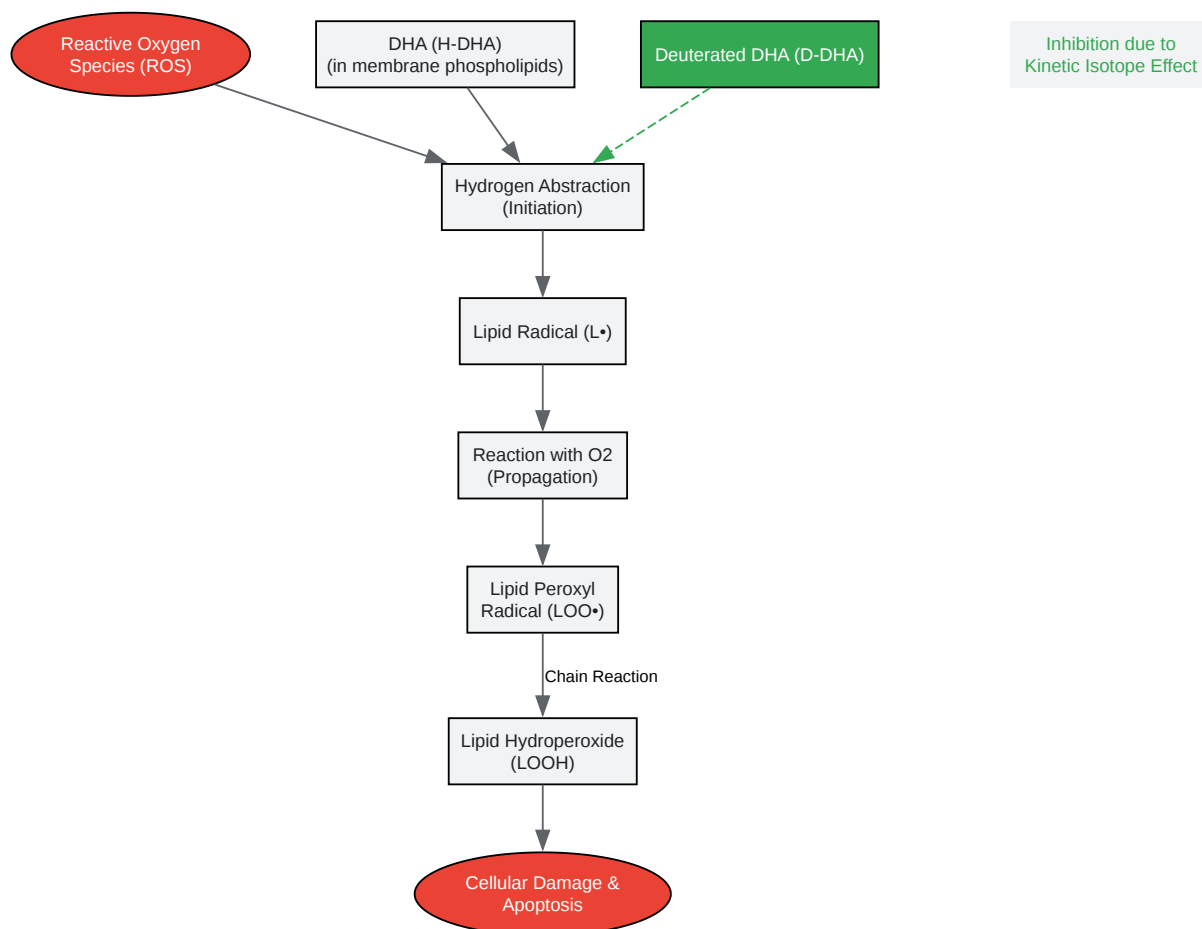 Reactive Oxygen
Species (ROS)
DHA (H-DHA)
(in membrane phospholipids)
Deuterated DHA (D-DHA)
Inhibition due to
Kinetic Isotope Effect
Hydrogen Abstraction
(Initiation)
Lipid Radical (L•)
Reaction with O2
(Propagation)
Lipid Peroxyl
Radical (LOO•)
Chain Reaction
Lipid Hydroperoxide
(LOOH)
Cellular Damage &
Apoptosis